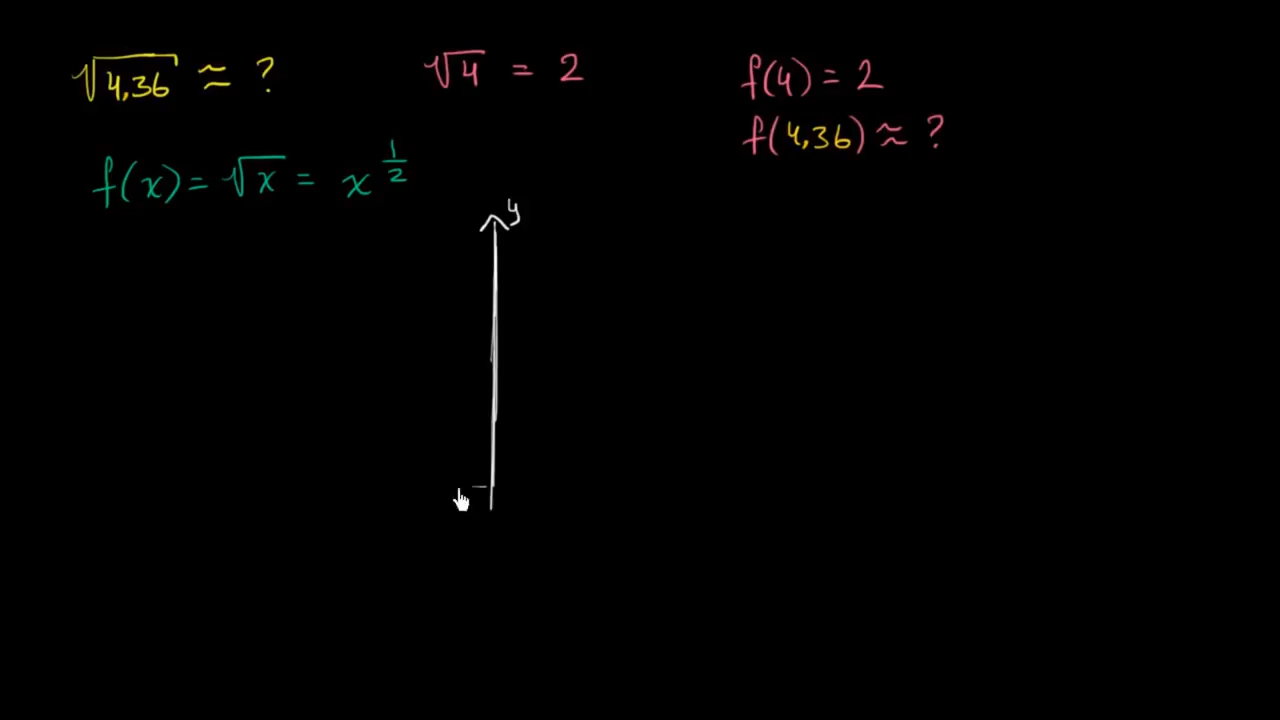 √4,36 ≈ ?
√4 = 2
f(4) = 2
f(4,36) ≈ ?
f(x) = √x = x^(1/2)
y